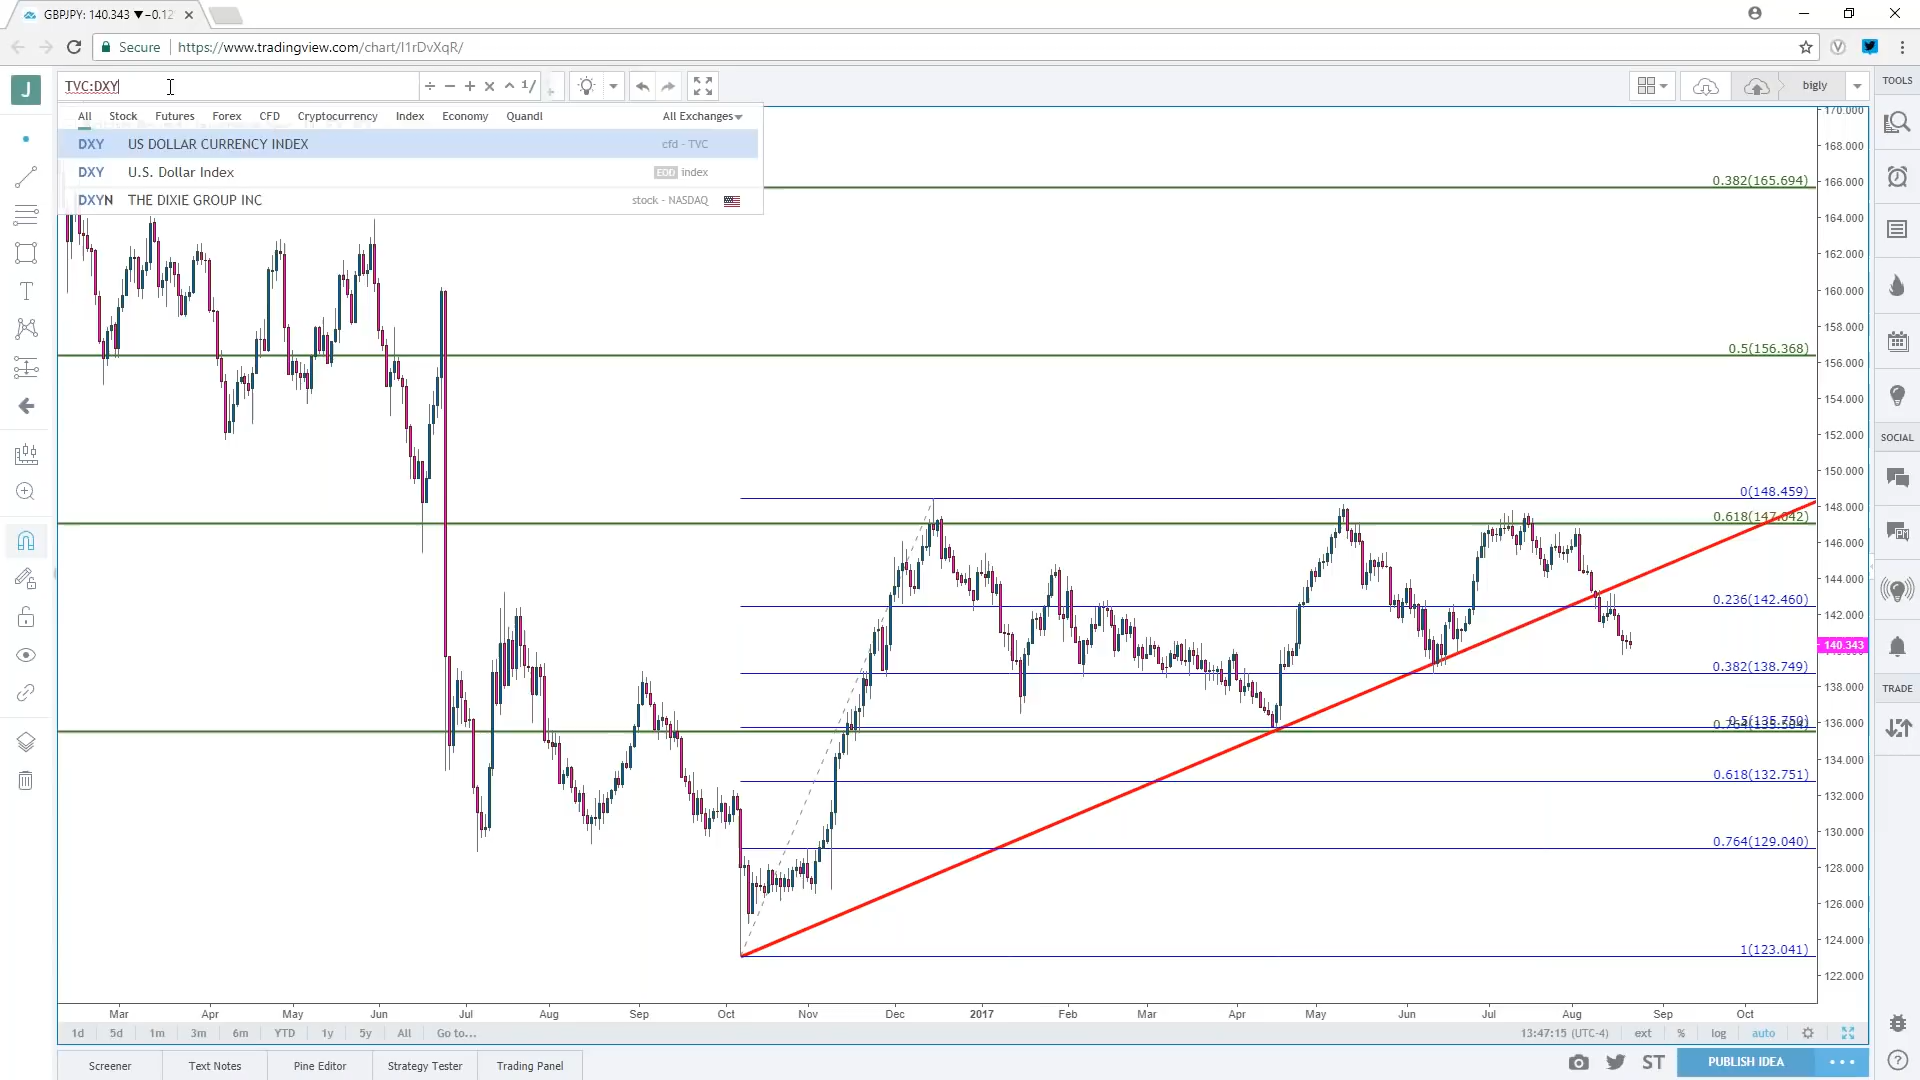 GBPJPY: 140.343 ▼−0.12
Secure https://www.tradingview.com/chart/I1rDvXqR/
J
TVC:DXY
÷ − + × ^ 1/
bigly
TOOLS
All Stock Futures Forex CFD Cryptocurrency Index Economy Quandl All Exchanges
DXY US DOLLAR CURRENCY INDEX cfd - TVC
DXY U.S. Dollar Index EOD index
DXYN THE DIXIE GROUP INC stock - NASDAQ
170.000
168.000
166.000
164.000
162.000
160.000
158.000
156.000
154.000
152.000
150.000
148.000
146.000
144.000
142.000
140.343
138.000
136.000
134.000
132.000
130.000
128.000
126.000
124.000
122.000
0.382(165.694)
0.5(156.368)
0(148.459)
0.618(147.042)
0.236(142.460)
0.382(138.749)
0.5(135.750)
0.618(132.751)
0.764(129.040)
1(123.041)
SOCIAL
TRADE
Mar Apr May Jun Jul Aug Sep Oct Nov Dec 2017 Feb Mar Apr May Jun Jul Aug Sep Oct
1d 5d 1m 3m 6m YTD 1y 5y All Go to... 13:47:15 (UTC-4) ext % log auto
Screener Text Notes Pine Editor Strategy Tester Trading Panel ST PUBLISH IDEA